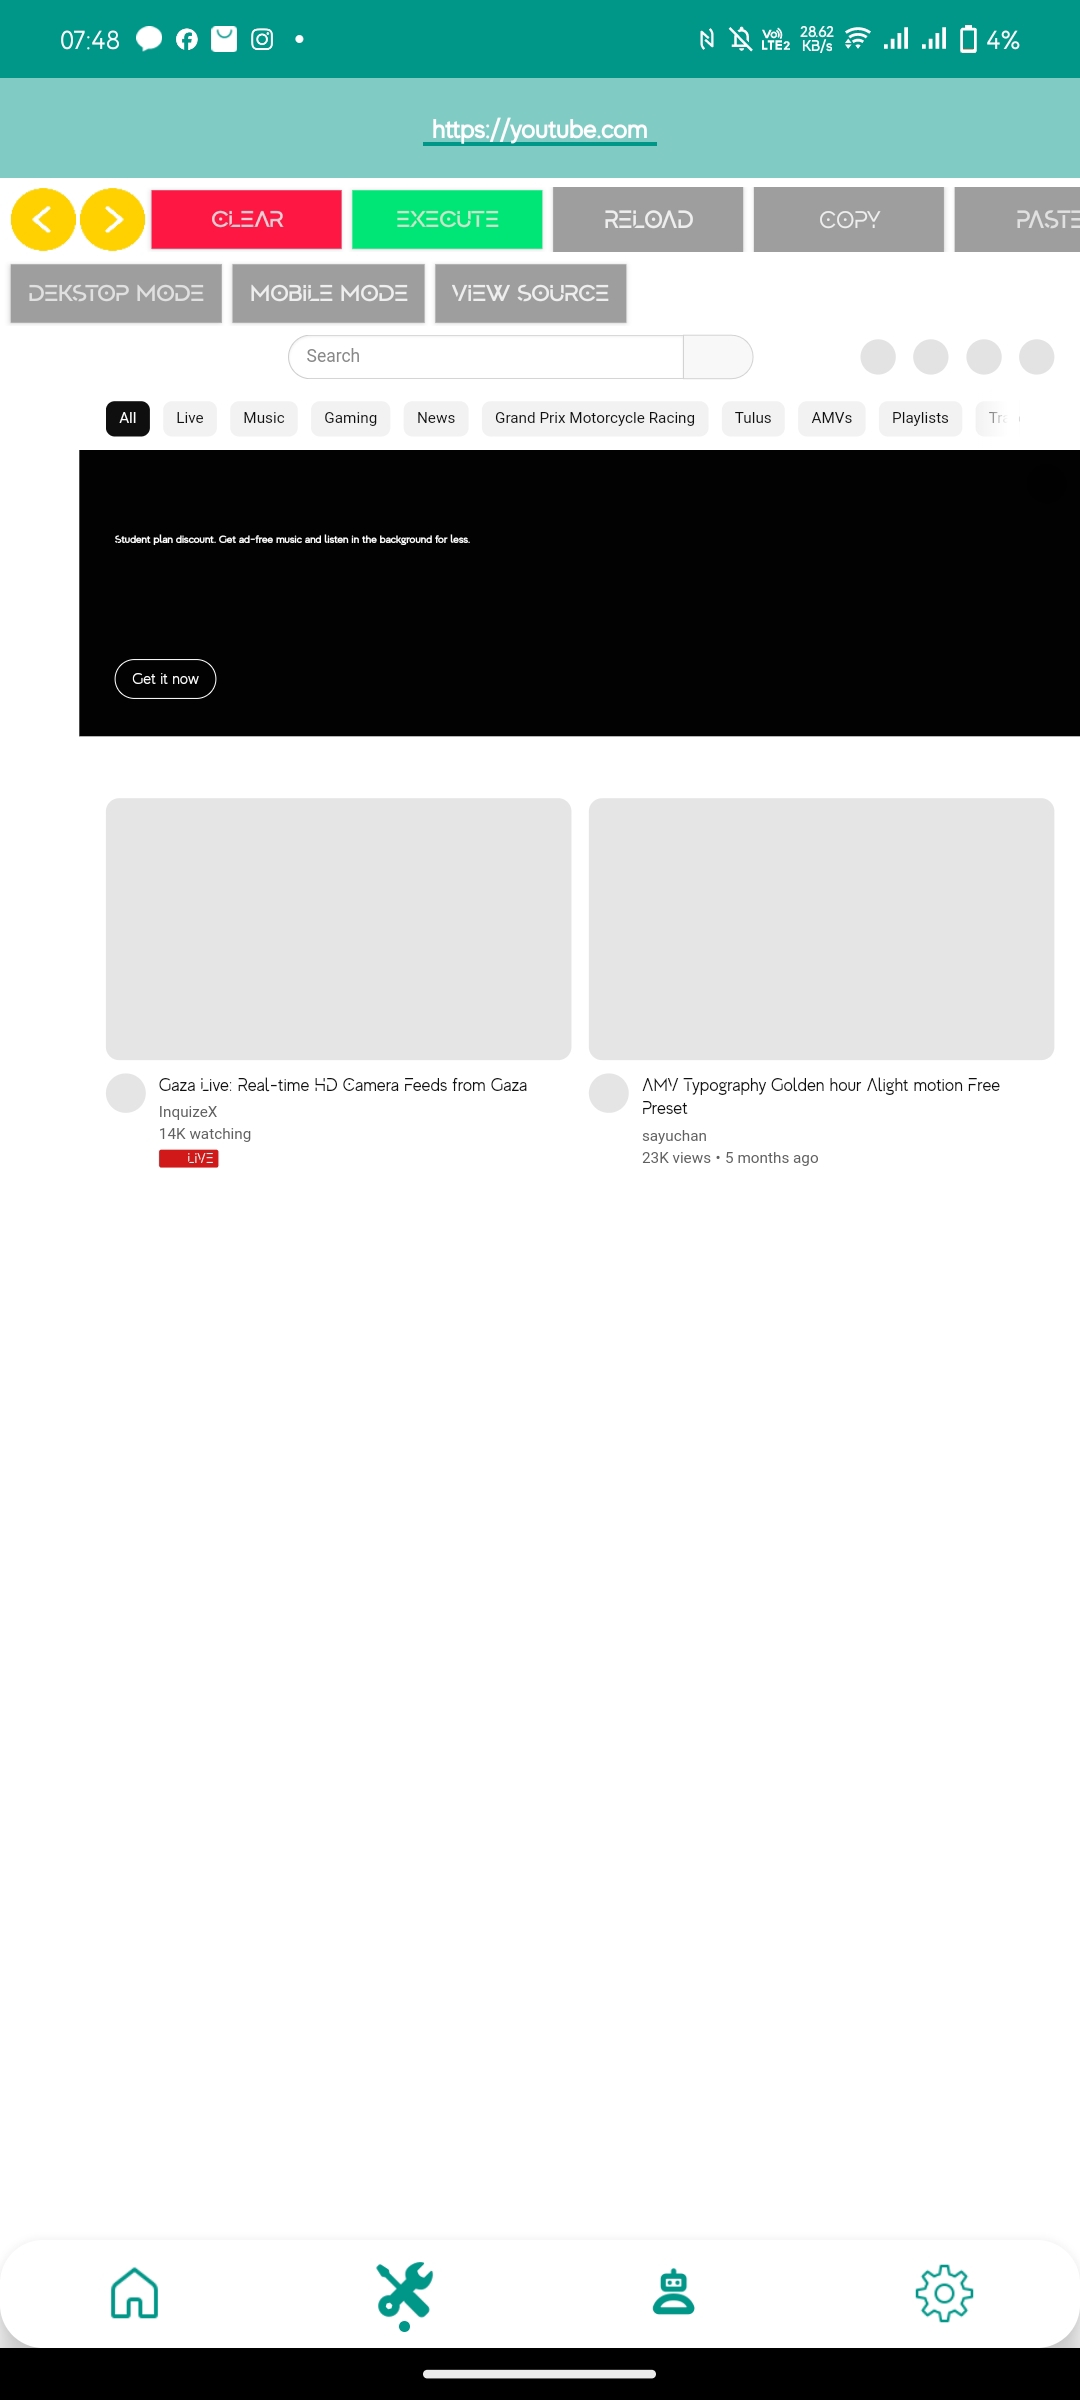 07:48 Vo)) LTE2 28.62 KB/s 4%
https://youtube.com
CLEAR EXECUTE RELOAD COPY PASTE
DEKSTOP MODE MOBILE MODE VIEW SOURCE
Search
All Live Music Gaming News Grand Prix Motorcycle Racing Tulus AMVs Playlists
Student plan discount. Get ad-free music and listen in the background for less.
Get it now
Gaza Live: Real-time HD Camera Feeds from Gaza
InquizeX
14K watching
LIVE
AMV Typography Golden hour Alight motion Free
Preset
sayuchan
23K views • 5 months ago